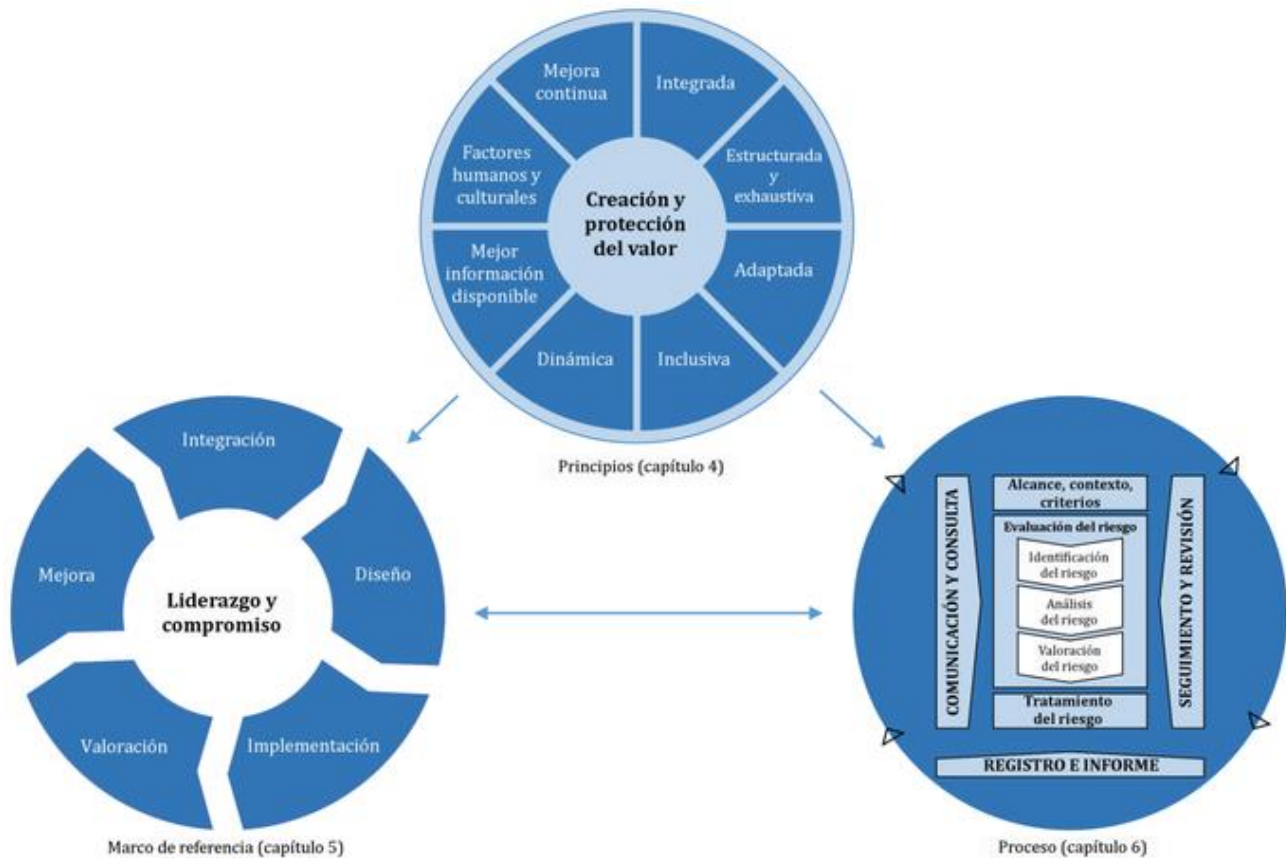 Mejora
continua
Integrada
Estructurada
y
exhaustiva
Adaptada
Inclusiva
Dinámica
Mejor
información
disponible
Factores
humanos y
culturales
Creación y
protección
del valor
Principios (capítulo 4)
Integración
Diseño
Implementación
Valoración
Mejora
Liderazgo y
compromiso
Marco de referencia (capítulo 5)
COMUNICACIÓN Y CONSULTA
Alcance, contexto,
criterios
Evaluación del riesgo
Identificación
del riesgo
Análisis
del riesgo
Valoración
del riesgo
Tratamiento
del riesgo
SEGUIMIENTO Y REVISIÓN
REGISTRO E INFORME
Proceso (capítulo 6)